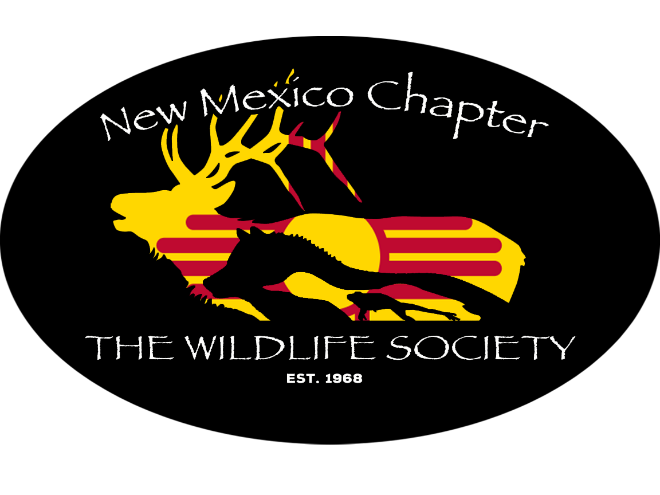 New Mexico Chapter
THE WILDLIFE SOCIETY
EST. 1968